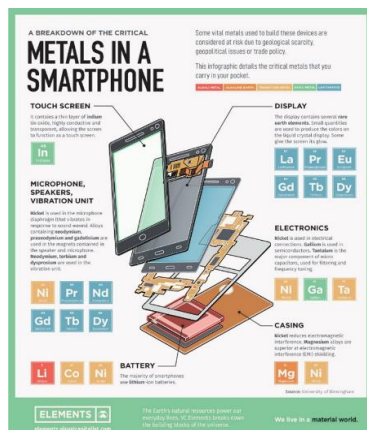 A BREAKDOWN OF THE CRITICAL
METALS IN A
SMARTPHONE
Some vital metals used to build these devices are
considered at risk due to geological scarcity,
geopolitical issues or trade policy.
This infographic details the critical metals that you
carry in your pocket.
TOUCH SCREEN
It contains a thin layer of indium
tin oxide, highly conductive and
transparent, allowing the screen
to function as a touch screen.
In
DISPLAY
The display contains several rare
earth elements. Small quantities
are used to produce the colors on
the liquid crystal display. Some
give the screen its glow.
La Pr Eu
Gd Tb Dy
MICROPHONE,
SPEAKERS,
VIBRATION UNIT
Nickel is used in the microphone
diaphragm (that vibrates in
response to sound waves). Alloys
containing neodymium,
praseodymium and gadolinium are
used in the magnets contained in
the speaker and microphone.
Neodymium, terbium and
dysprosium are used in the
vibration unit.
Ni Pr Nd
Gd Tb Dy
ELECTRONICS
Nickel is used in electrical
connections. Gallium is used in
semiconductors. Tantalum is the
major component of micro
capacitors, used for filtering and
frequency tuning.
Ni Ga Ta
CASING
Nickel reduces electromagnetic
interference. Magnesium alloys are
superior at electromagnetic
interference (EMI) shielding.
Mg Ni
BATTERY
The majority of smartphones
use lithium-ion batteries.
Li Co Ni
Source: University of Birmingham
ELEMENTS
elements.visualcapitalist.com
The Earth's natural resources power our
everyday lives. VC Elements breaks down
the building blocks of the universe.
We live in a material world.